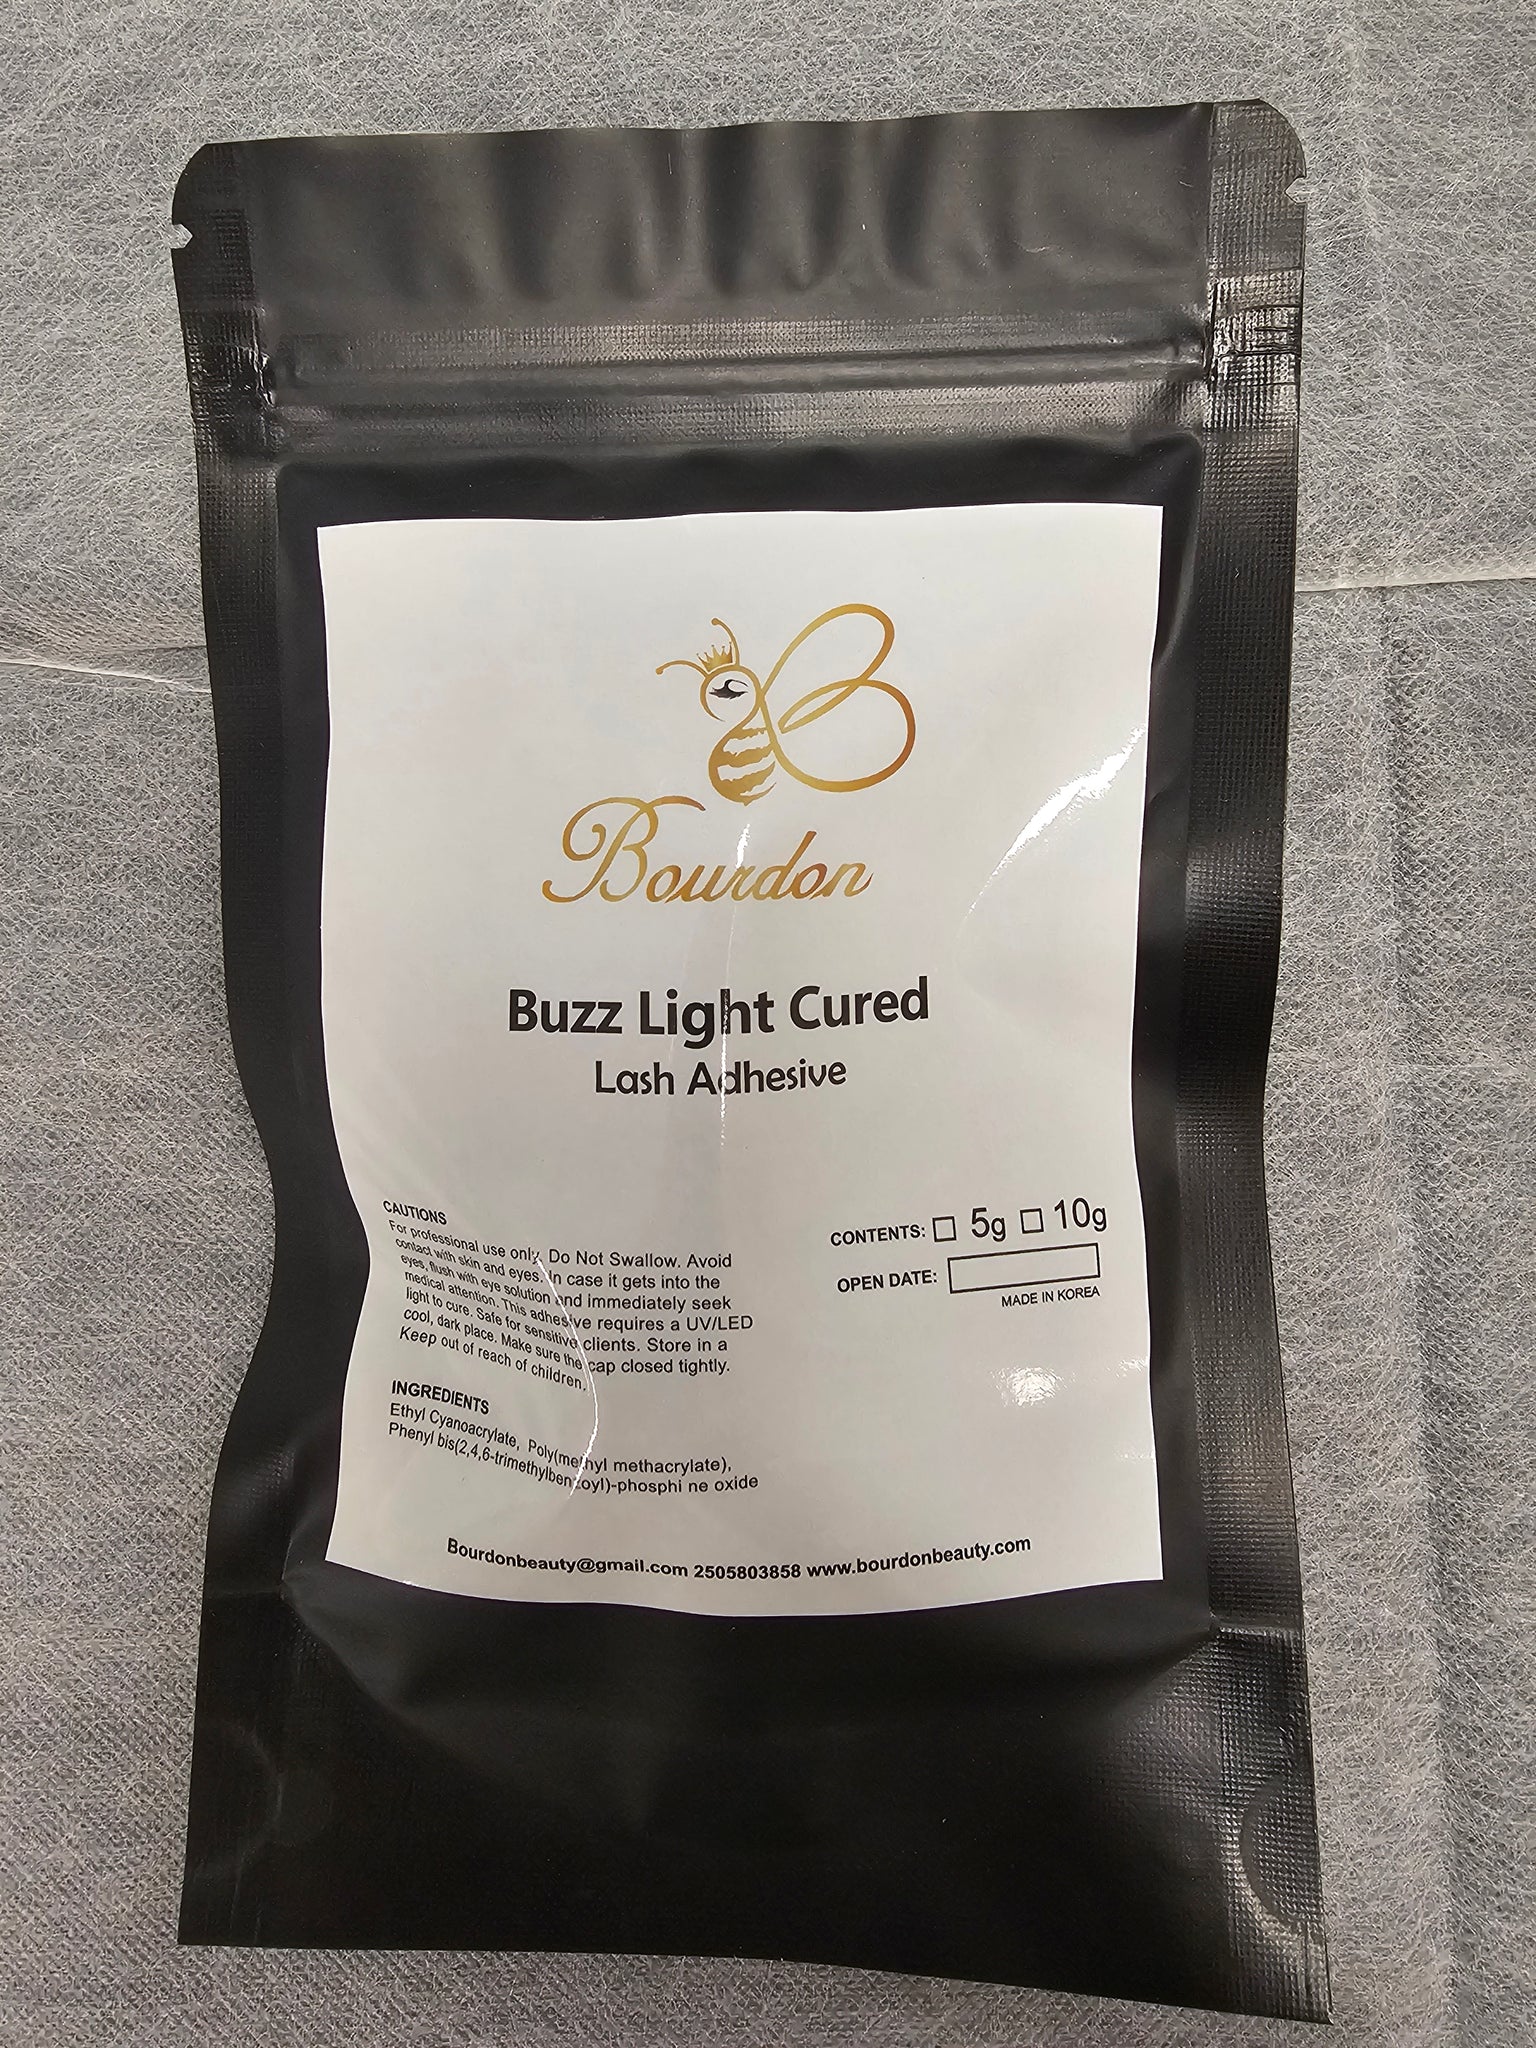 Bourdon
Buzz Light Cured
Lash Adhesive
CAUTIONS
For professional use only. Do Not Swallow. Avoid
contact with skin and eyes. In case it gets into the
eyes, flush with eye solution and immediately seek
medical attention. This adhesive requires a UV/LED
light to cure. Safe for sensitive clients. Store in a
cool, dark place. Make sure the cap closed tightly.
Keep out of reach of children.
INGREDIENTS
Ethyl Cyanoacrylate, Poly(methyl methacrylate),
Phenyl bis(2,4,6-trimethylbenzoyl)-phosphi ne oxide
CONTENTS: 5g 10g
OPEN DATE:
MADE IN KOREA
Bourdonbeauty@gmail.com 2505803858 www.bourdonbeauty.com